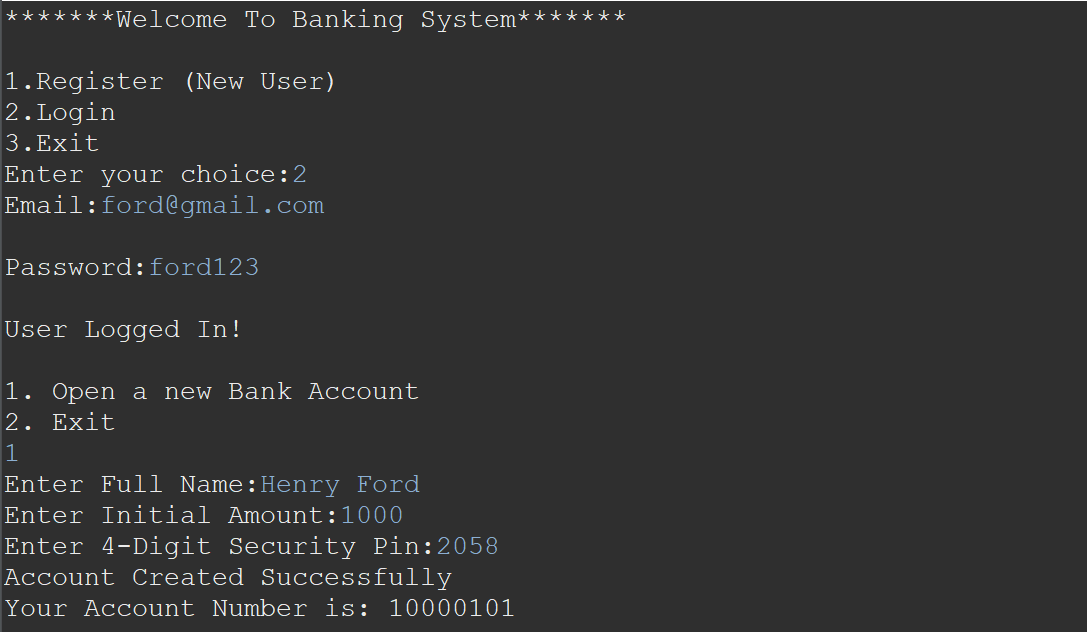 *******Welcome To Banking System*******
1.Register (New User)
2.Login
3.Exit
Enter your choice:2
Email:ford@gmail.com
Password:ford123
User Logged In!
1. Open a new Bank Account
2. Exit
1
Enter Full Name:Henry Ford
Enter Initial Amount:1000
Enter 4-Digit Security Pin:2058
Account Created Successfully
Your Account Number is: 10000101